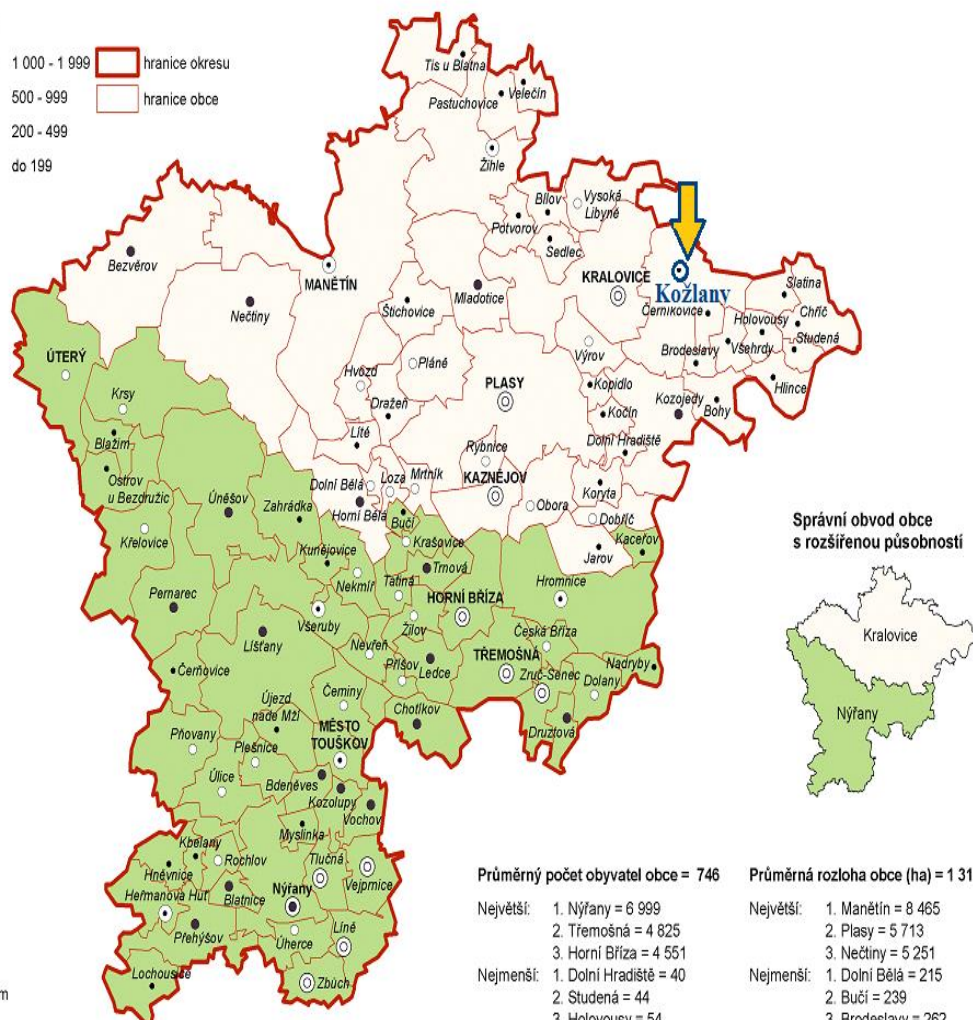 1 000 - 1 999 hranice okresu
500 - 999 hranice obce
200 - 499
do 199
Tis u Blatna
Pastuchovice
Velečín
Žihle
Bílov
Vysoká
Libyně
Potvorov
Sedlec
Bezvěrov
MANĚTÍN
Nečtiny
Štichovice
Mladotice
KRALOVICE
Kožlany
Černíkovice
Slatina
Chříč
Holovousy
Studená
Všehrdy
Brodeslavy
Hlince
Výrov
Kopidlo
Kozojedy
Bohy
Kočín
Dolní Hradiště
ÚTERÝ
Krsy
Hvozd
Pláně
PLASY
Dražeň
Líté
Blažim
Ostrov
u Bezdružic
Rybnice
KAZNĚJOV
Dolní Bělá
Loza
Mrtník
Horní Bělá
Bučí
Obora
Koryta
Dobříč
Kaceřov
Jarov
Úněšov
Zahrádka
Křelovice
Krašovice
Kunějovice
Trnová
Nekmíř
Tatiná
HORNÍ BŘÍZA
Hromnice
Pernarec
Všeruby
Žilov
Líšťany
Nevřeň
Česká Bříza
Příšov
Ledce
TŘEMOŠNÁ
Zruč-Senec
Nadryby
Dolany
Čerňovice
Čeminy
Chotíkov
Druztová
Újezd
nade Mží
MĚSTO
TOUŠKOV
Pňovany
Plešnice
Úlice
Bdeněves
Kozolupy
Vochov
Myslinka
Kbelany
Rochlov
Tlučná
Hněvnice
Vejprnice
Heřmanova Huť
Blatnice
Nýřany
Přehýšov
Úherce
Líně
Lochousice
Zbůch
m
Správní obvod obce
s rozšířenou působností
Kralovice
Nýřany
Průměrný počet obyvatel obce = 746
Největší: 1. Nýřany = 6 999
2. Třemošná = 4 825
3. Horní Bříza = 4 551
Nejmenší: 1. Dolní Hradiště = 40
2. Studená = 44
3. Holovousy = 54
Průměrná rozloha obce (ha) = 1 31
Největší: 1. Manětín = 8 465
2. Plasy = 5 713
3. Nečtiny = 5 251
Nejmenší: 1. Dolní Bělá = 215
2. Bučí = 239
3. Brodeslavy = 262